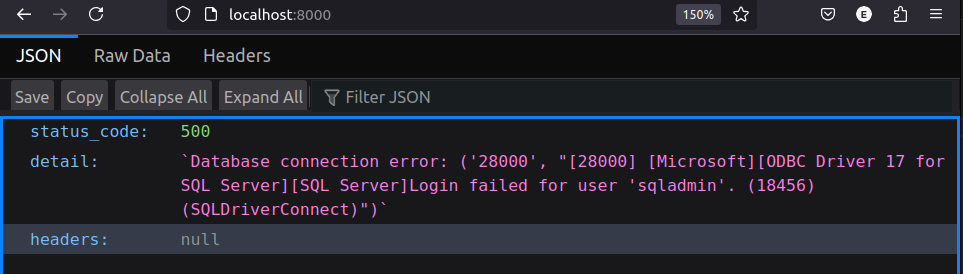 localhost:8000
150%
E
JSON Raw Data Headers
Save Copy Collapse All Expand All Filter JSON
status_code: 500
detail: `Database connection error: ('28000', "[28000] [Microsoft][ODBC Driver 17 for
SQL Server][SQL Server]Login failed for user 'sqladmin'. (18456)
(SQLDriverConnect)")`
headers: null